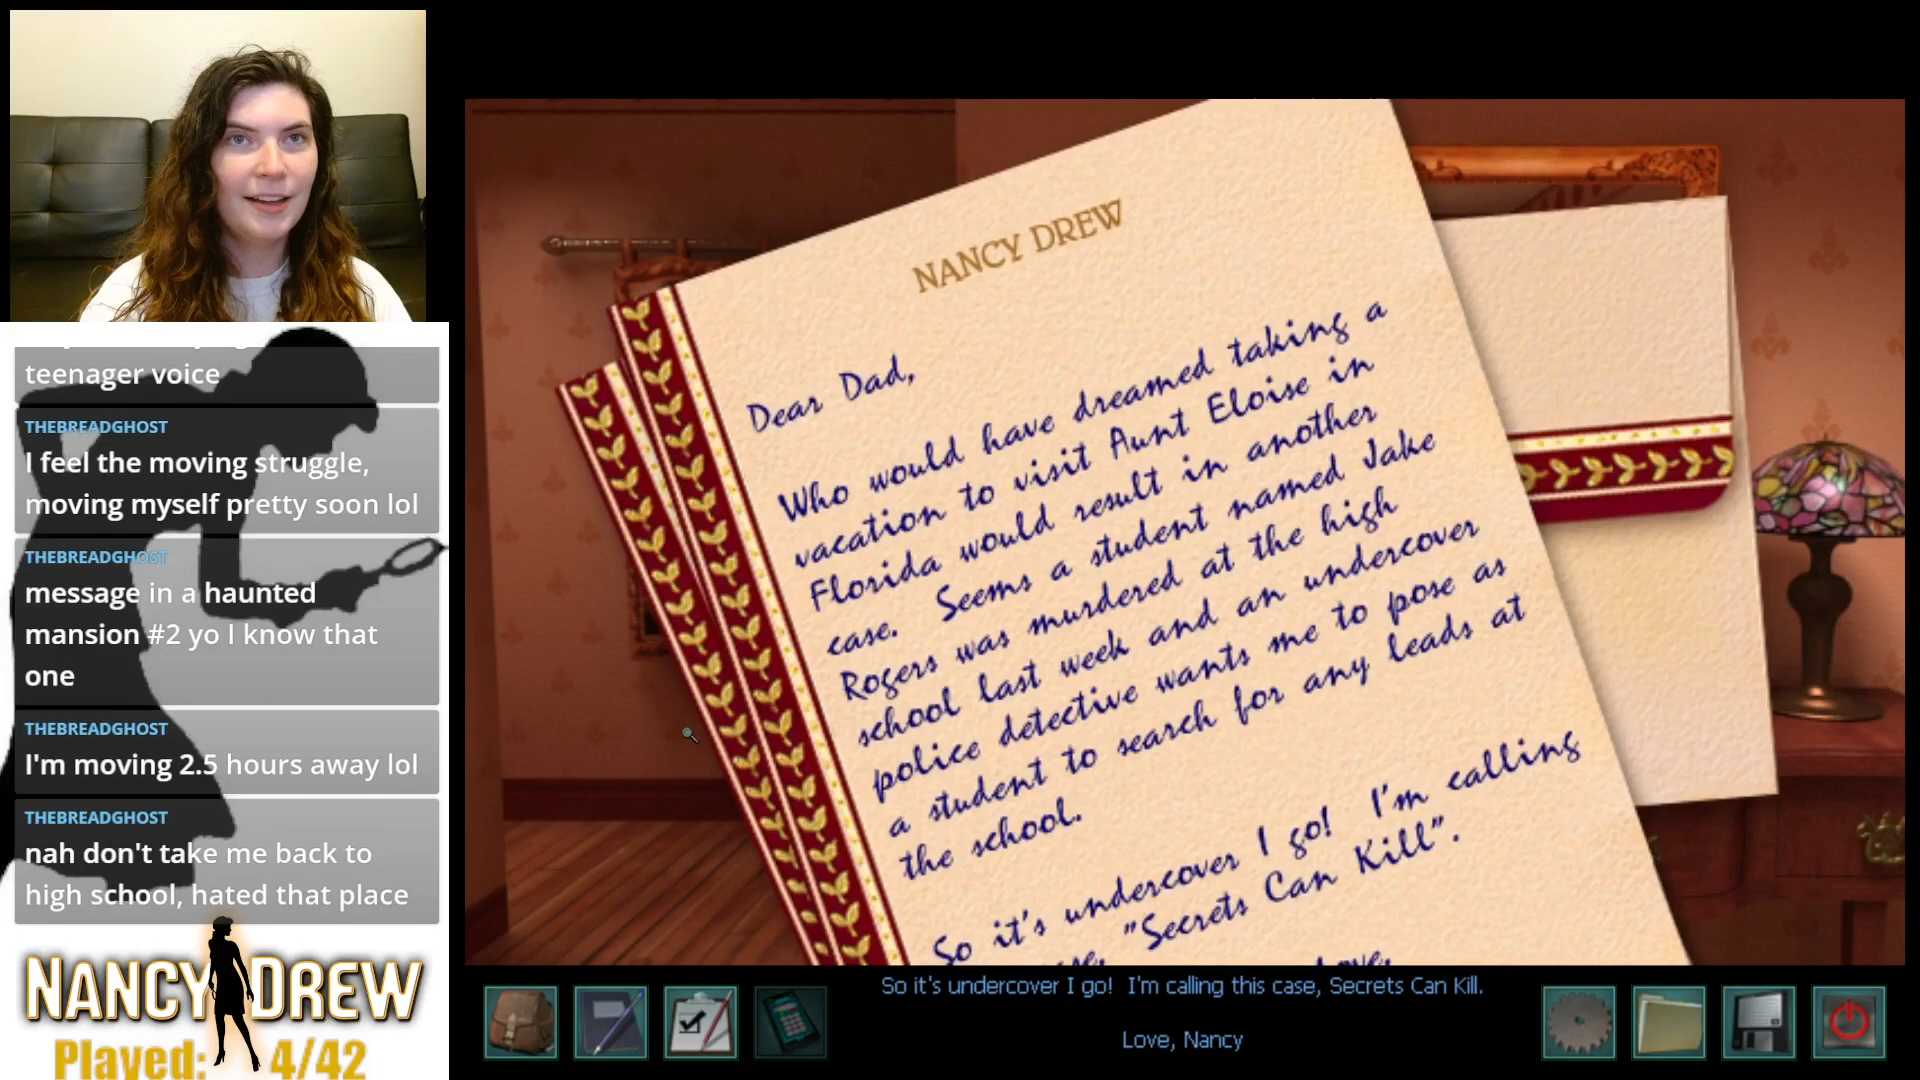 teenager voice
THEBREADGHOST
I feel the moving struggle,
moving myself pretty soon lol
THEBREADGHOST
message in a haunted
mansion #2 yo I know that
one
THEBREADGHOST
I'm moving 2.5 hours away lol
THEBREADGHOST
nah don't take me back to
high school, hated that place
NANCY DREW
Played: 4/42
NANCY DREW
Dear Dad,
Who would have dreamed taking a
vacation to visit Aunt Eloise in
Florida would result in another
case. Seems a student named Jake
Rogers was murdered at the high
school last week and an undercover
police detective wants me to pose as
a student to search for any leads at
the school.
So it's undercover I go! I'm calling
"Secrets Can Kill".
So it's undercover I go! I'm calling this case, Secrets Can Kill.
Love, Nancy